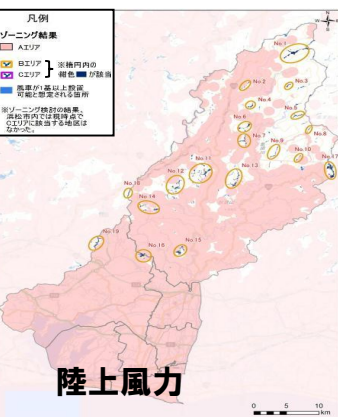 凡例
ゾーニング結果
Aエリア
Bエリア
Cエリア
※楕円内の
紺色 が該当
風車が1基以上設置
可能と想定される箇所
※ゾーニング検討の結果、
浜松市内では現時点で
Cエリアに該当する地区は
なかった。
N
No.1
No.2
No.3
No.4
No.5
No.6
No.7
No.8
No.9
No.10
No.11
No.12
No.13
No.14
No.15
No.16
No.17
No.19
陸上風力
0 5 10
km